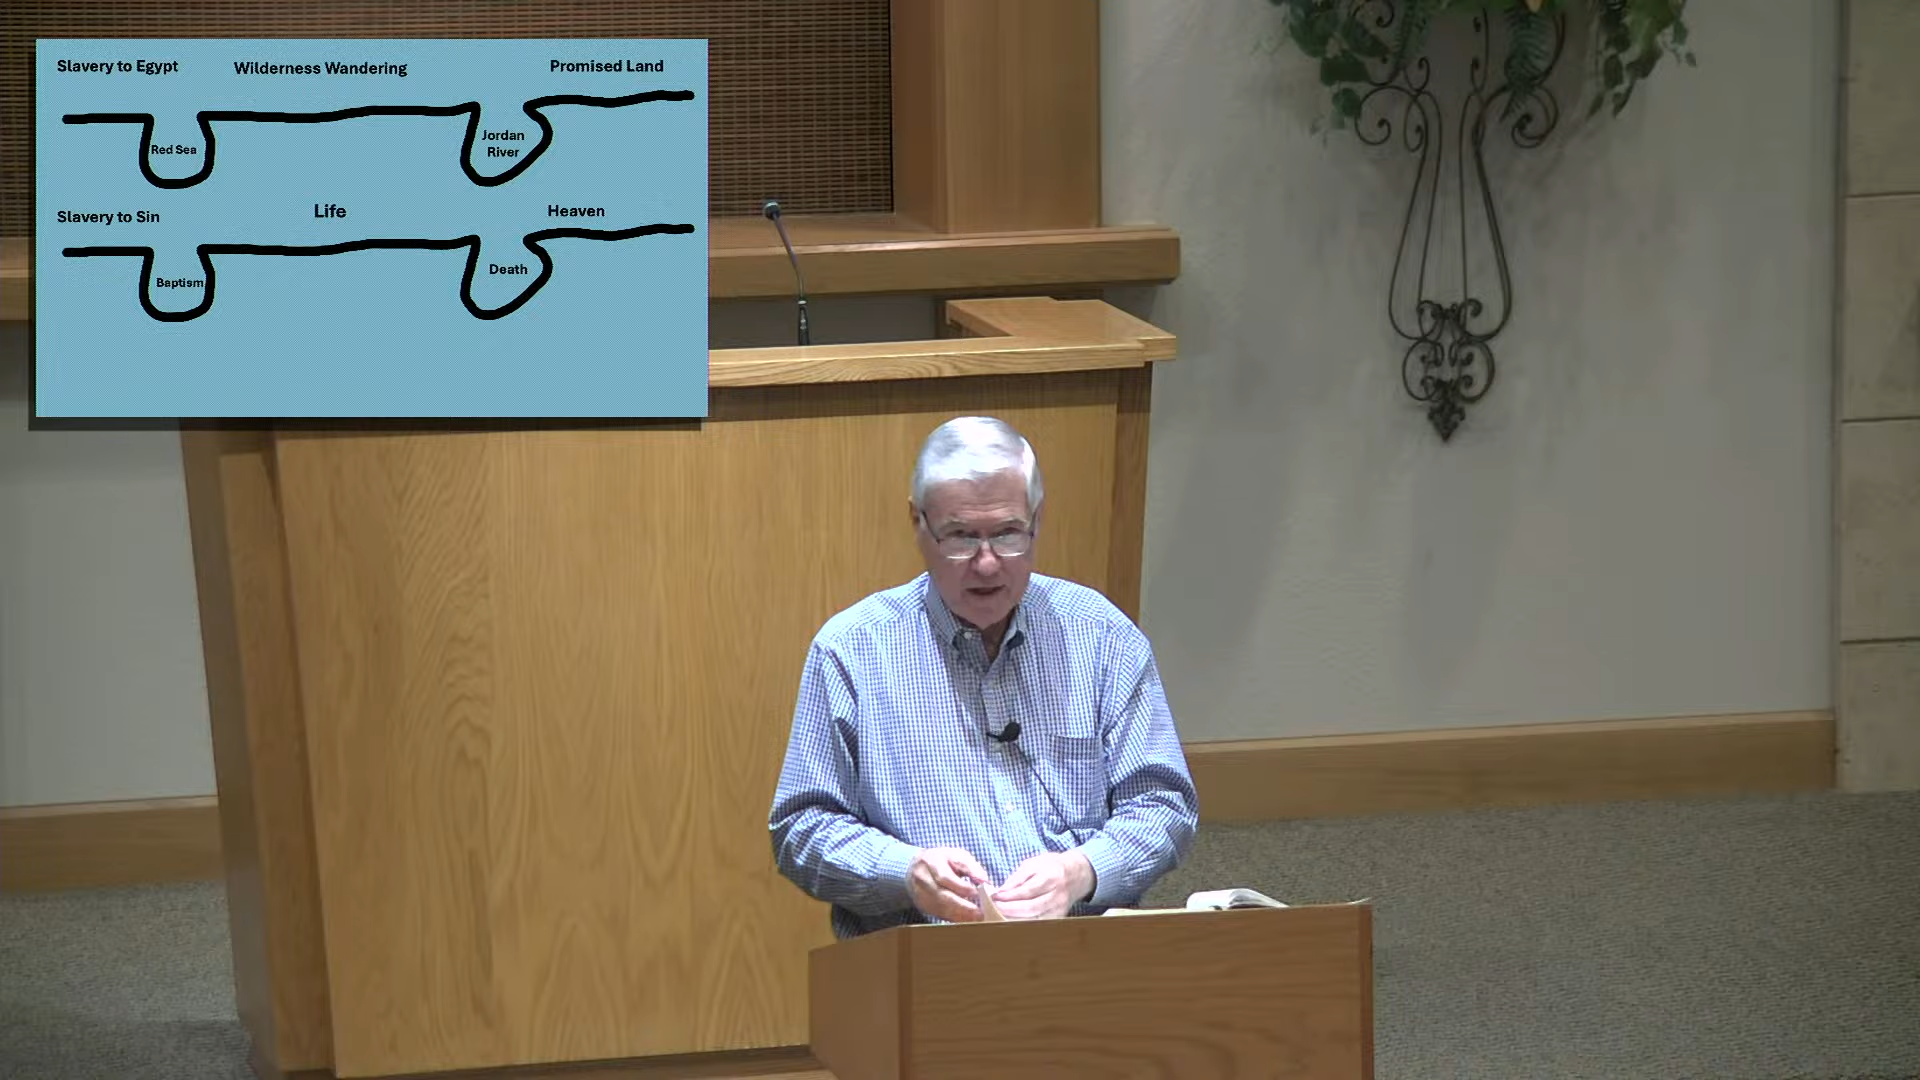 Slavery to Egypt
Wilderness Wandering
Promised Land
Red Sea
Jordan
River
Slavery to Sin
Life
Heaven
Baptism
Death